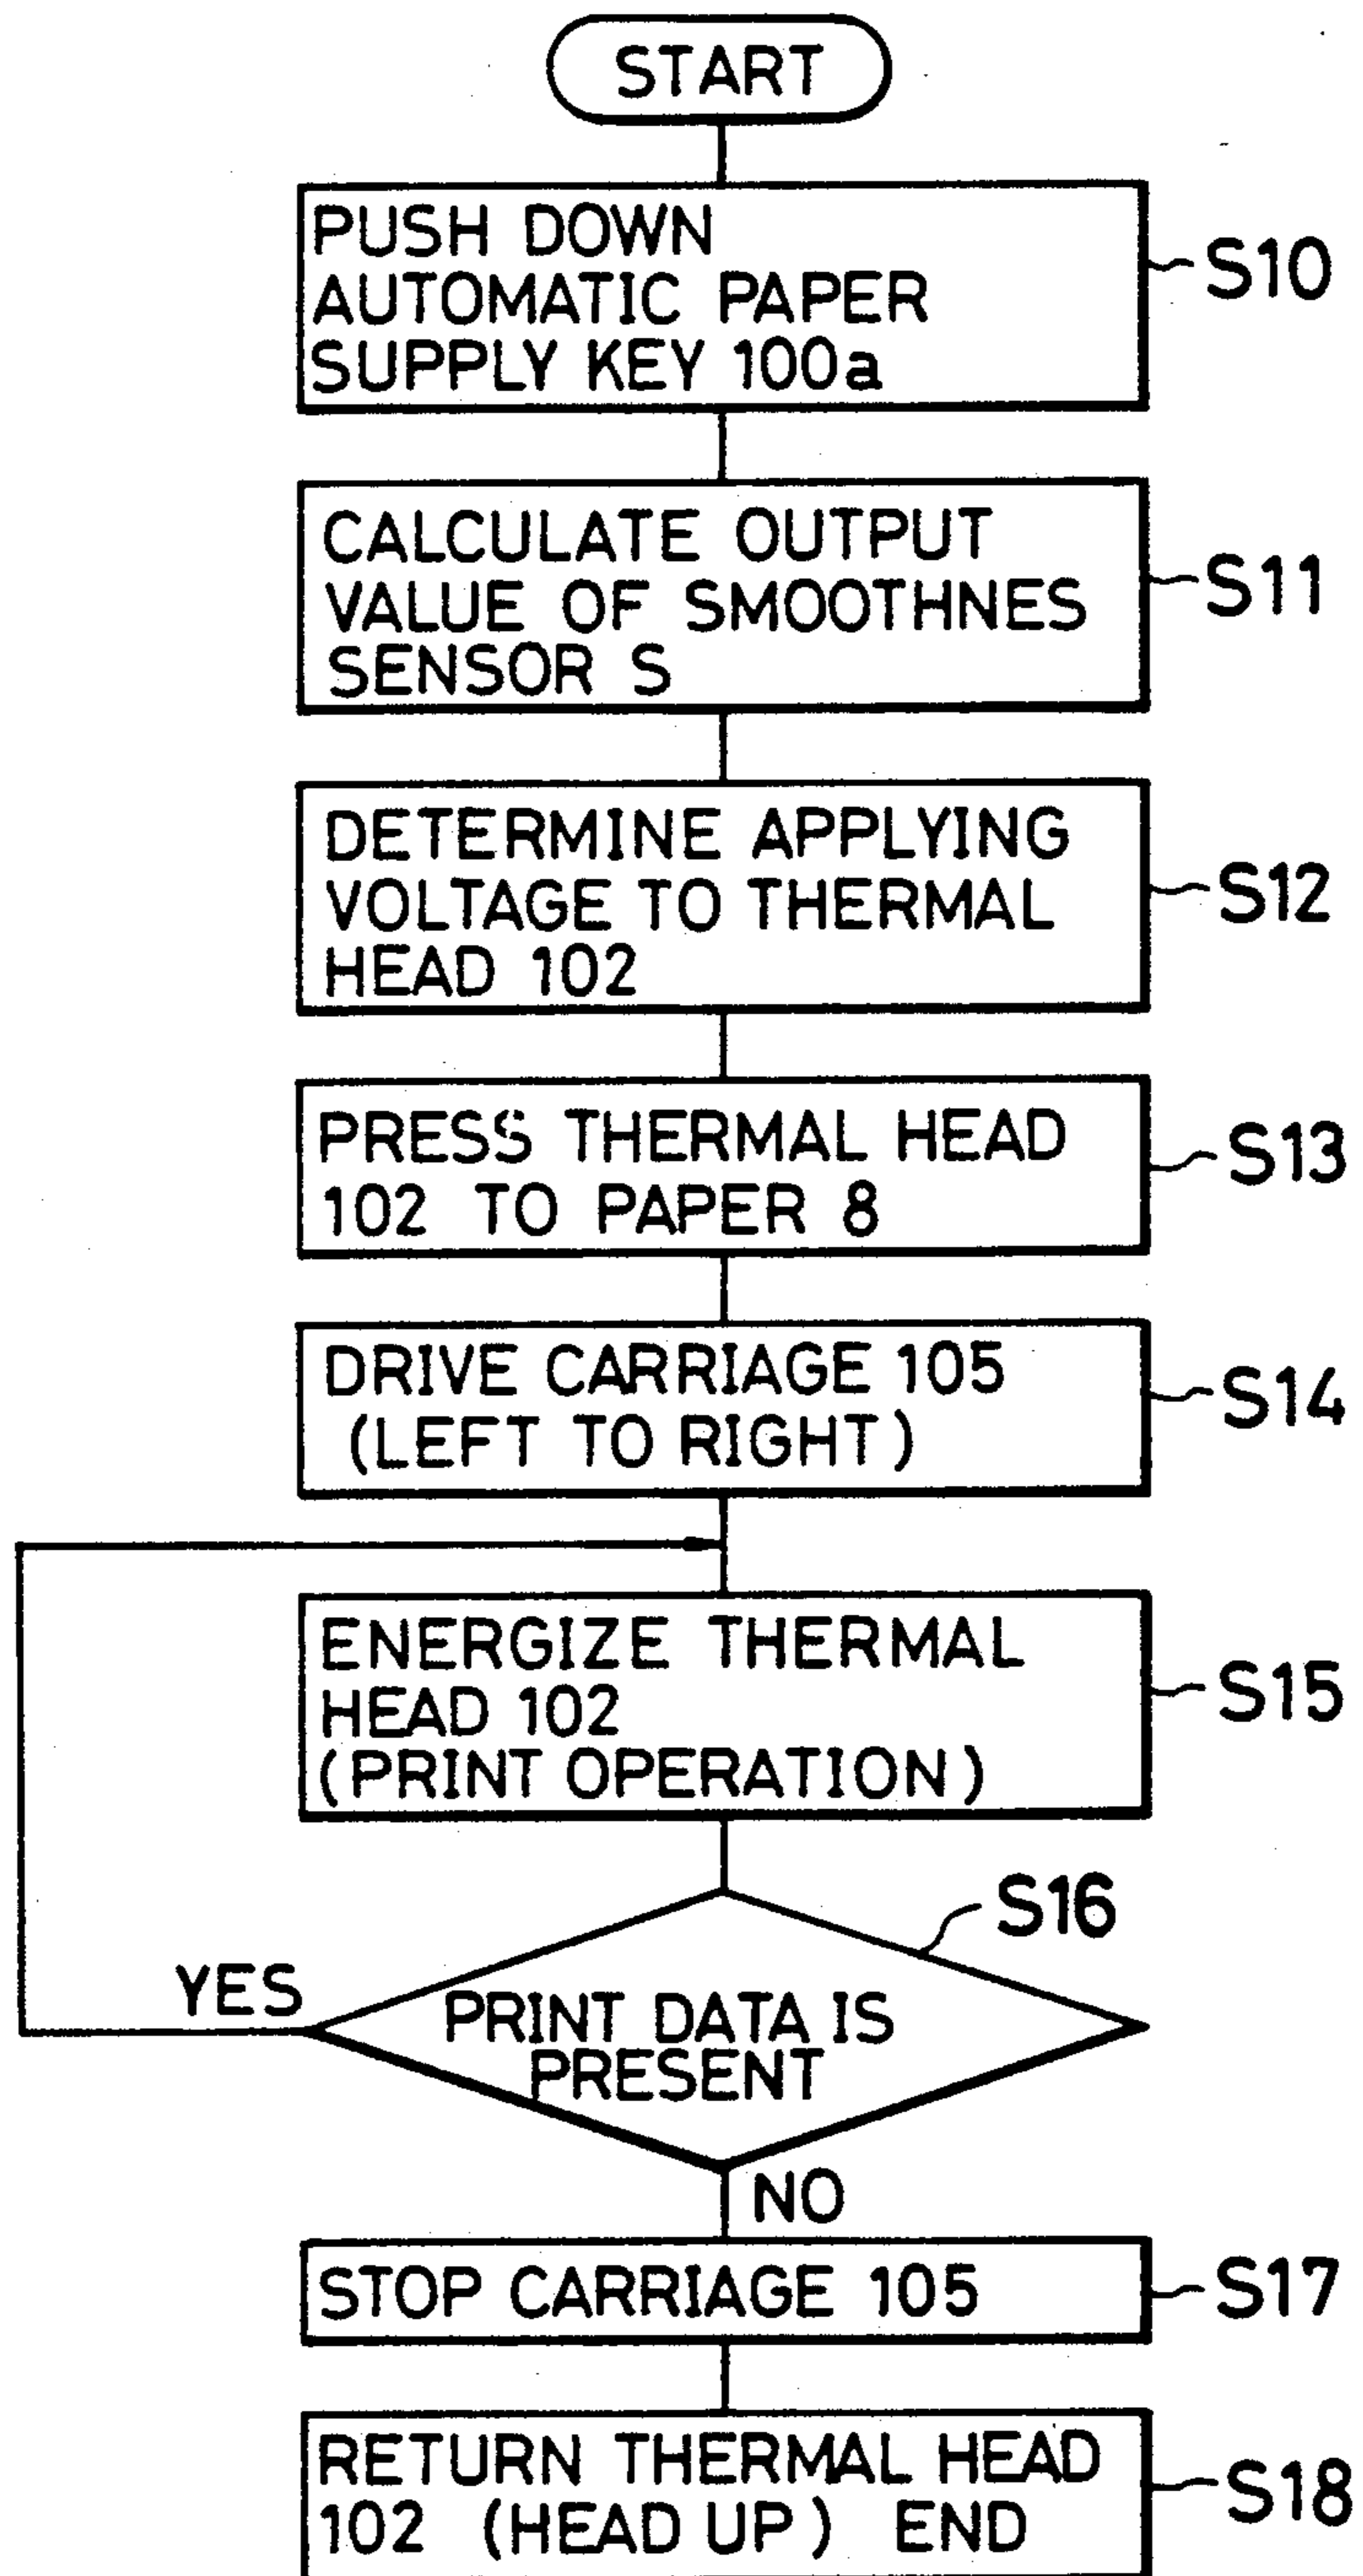 START
PUSH DOWN
AUTOMATIC PAPER
SUPPLY KEY 100a
S10
CALCULATE OUTPUT
VALUE OF SMOOTHNES
SENSOR S
S11
DETERMINE APPLYING
VOLTAGE TO THERMAL
HEAD 102
S12
PRESS THERMAL HEAD
102 TO PAPER 8
S13
DRIVE CARRIAGE 105
(LEFT TO RIGHT)
S14
ENERGIZE THERMAL
HEAD 102
(PRINT OPERATION)
S15
S16
YES
PRINT DATA IS
PRESENT
NO
STOP CARRIAGE 105
S17
RETURN THERMAL HEAD
102 (HEAD UP) END
S18